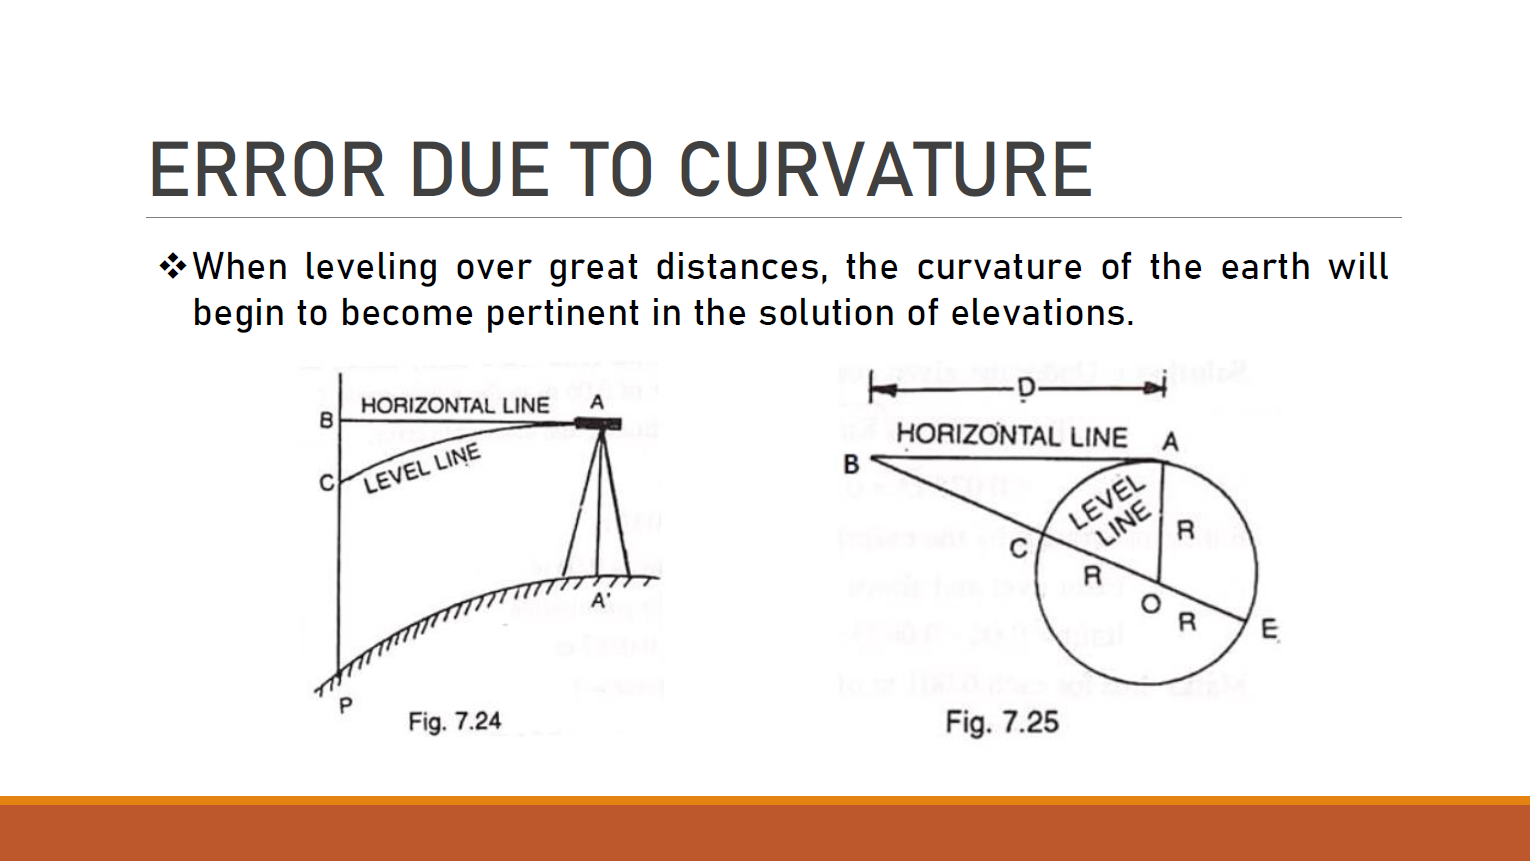 ERROR DUE TO CURVATURE
❖When leveling over great distances, the curvature of the earth will
begin to become pertinent in the solution of elevations.
B
HORIZONTAL LINE
A
C
LEVEL LINE
A'
P
Fig. 7.24
D
HORIZONTAL LINE
A
B
LEVEL
LINE
R
C
R
O
R
E
Fig. 7.25